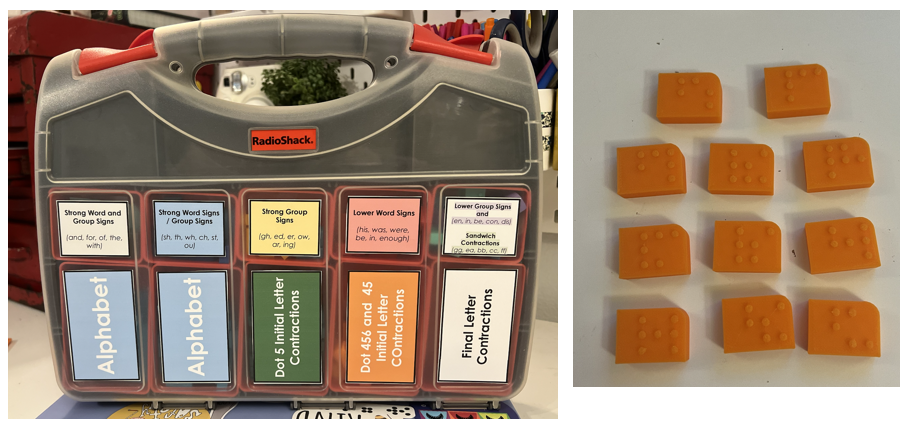 RadioShack.
Strong Word and
Group Signs
(and, for, of, the,
with)
Strong Word Signs
/ Group Signs
(sh, th, wh, ch, st,
ou)
Strong Group
Signs
(gh, ed, er, ow,
ar, ing)
Lower Word Signs
(his, was, were,
be, in, enough)
Lower Group Signs
and
(en, in, be, con, dis)
Sandwich
Contractions
(gg, ea, bb, cc, ff)
Alphabet
Alphabet
Dot 5 Initial Letter
Contractions
Dot 456 and 45
Initial Letter
COntractions
Final Letter
Contractions